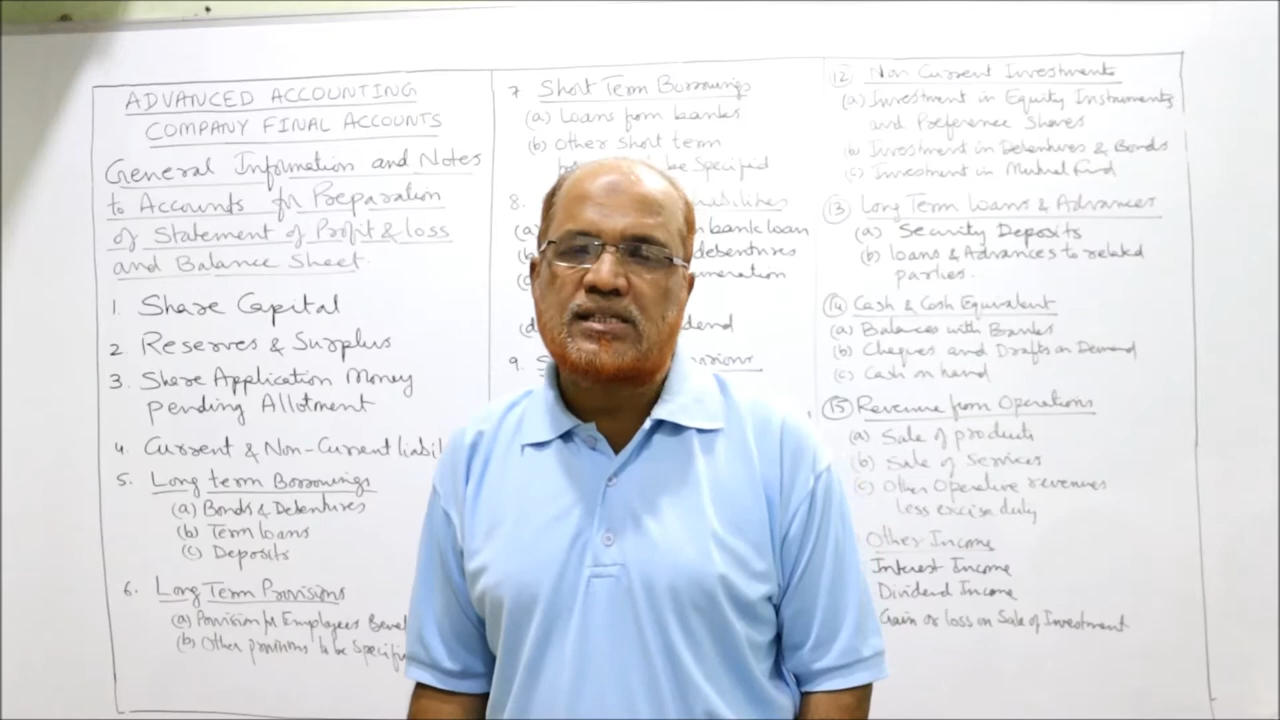 ADVANCED ACCOUNTING
COMPANY FINAL ACCOUNTS
General Information and Notes
to Accounts for Preparation
of Statement of Profit & loss
and Balance Sheet.
1. Share Capital
2. Reserves & Surplus
3. Share Application Money
pending Allotment
4. Current & Non-Current liabil
5. Long term Borrowings
(a) Bonds & Debentures
(b) Term loans
(c) Deposits
6. Long Term Provisions
(a) Provision for Employees Benef
(b) Other provisions to be Specifi
7 Short Term Borrowings
(a) Loans from banks
(b) Other Short term
be Specified
8.
bank loan
debentures
(d
9.
(12) Non Current Investments
(a) Investment in Equity Instruments
and Preference Shares
(b) Investment in Debentures & Bonds
(c) Investment in Mutual Fund
(13) Long Term Loans & Advances
(a) Security Deposits
(b) loans & Advances to related
parties.
(14) Cash & Cash Equivalent
(a) Balances with Banks
(b) Cheques and Drafts on Demand
(c) Cash on hand
(15) Revenue from Operations
(a) Sale of products
(b) Sale of Services
(c) Other Operative revenues
less excise duty
Other Income
Interest Income
Dividend Income
Gain or loss on Sale of Investment